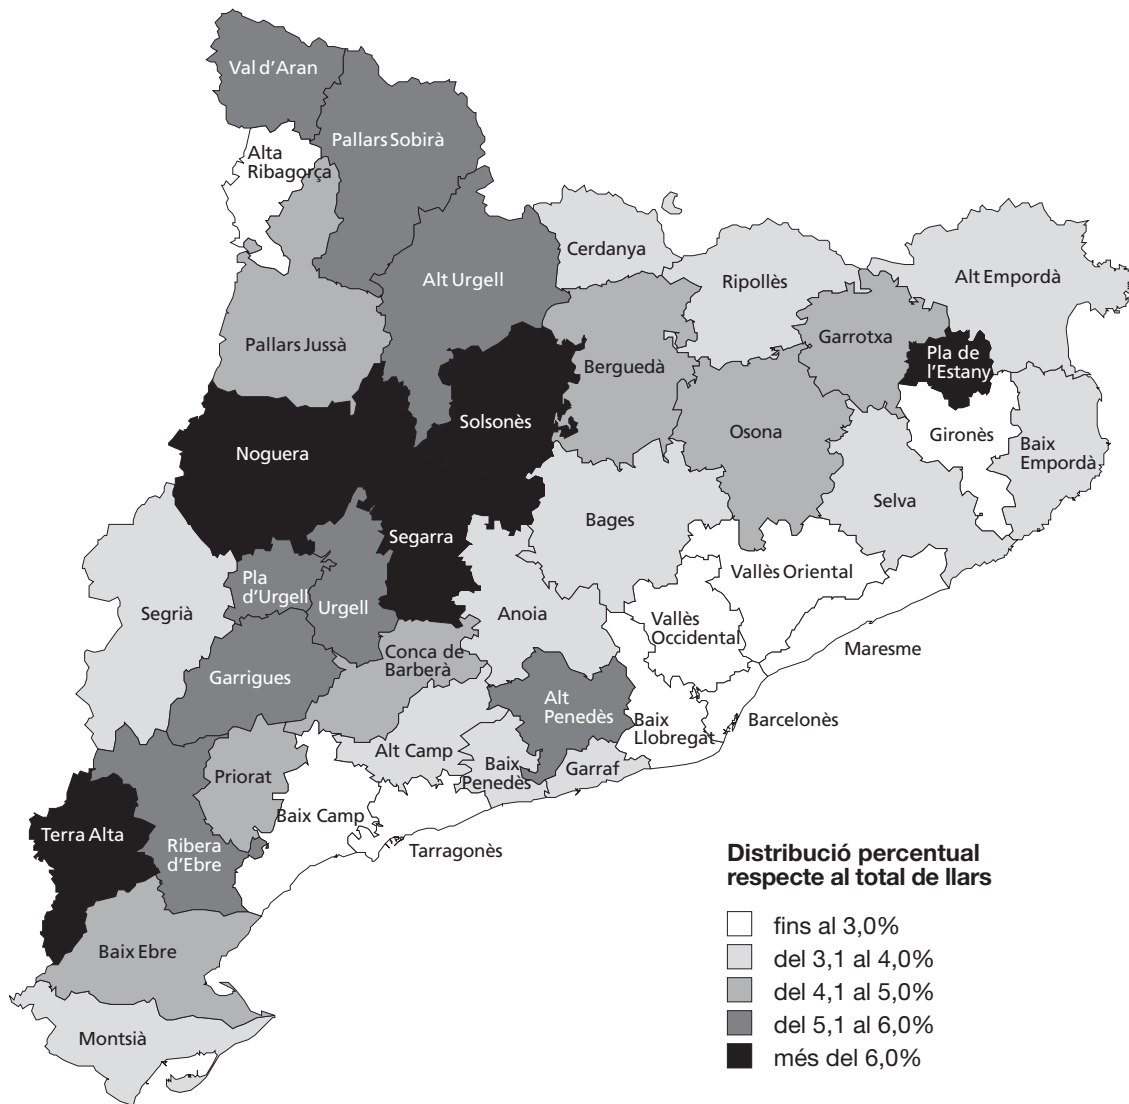 Val d'Aran
Pallars Sobirà
Alta
Ribagorça
Cerdanya
Alt Urgell
Ripollès
Alt Empordà
Pallars Jussà
Garrotxa
Berguedà
Pla de
l'Estany
Solsonès
Osona
Gironès
Noguera
Baix
Empordà
Selva
Bages
Segarra
Vallès Oriental
Pla
d'Urgell
Urgell
Segrià
Anoia
Vallès
Occidental
Maresme
Conca de
Barberà
Garrigues
Alt
Penedès
Baix
Llobregat
Barcelonès
Alt Camp
Baix
Penedès
Garraf
Priorat
Baix Camp
Terra Alta
Ribera
d'Ebre
Tarragonès
Baix Ebre
Montsià
Distribució percentual
respecte al total de llars
fins al 3,0%
del 3,1 al 4,0%
del 4,1 al 5,0%
del 5,1 al 6,0%
més del 6,0%